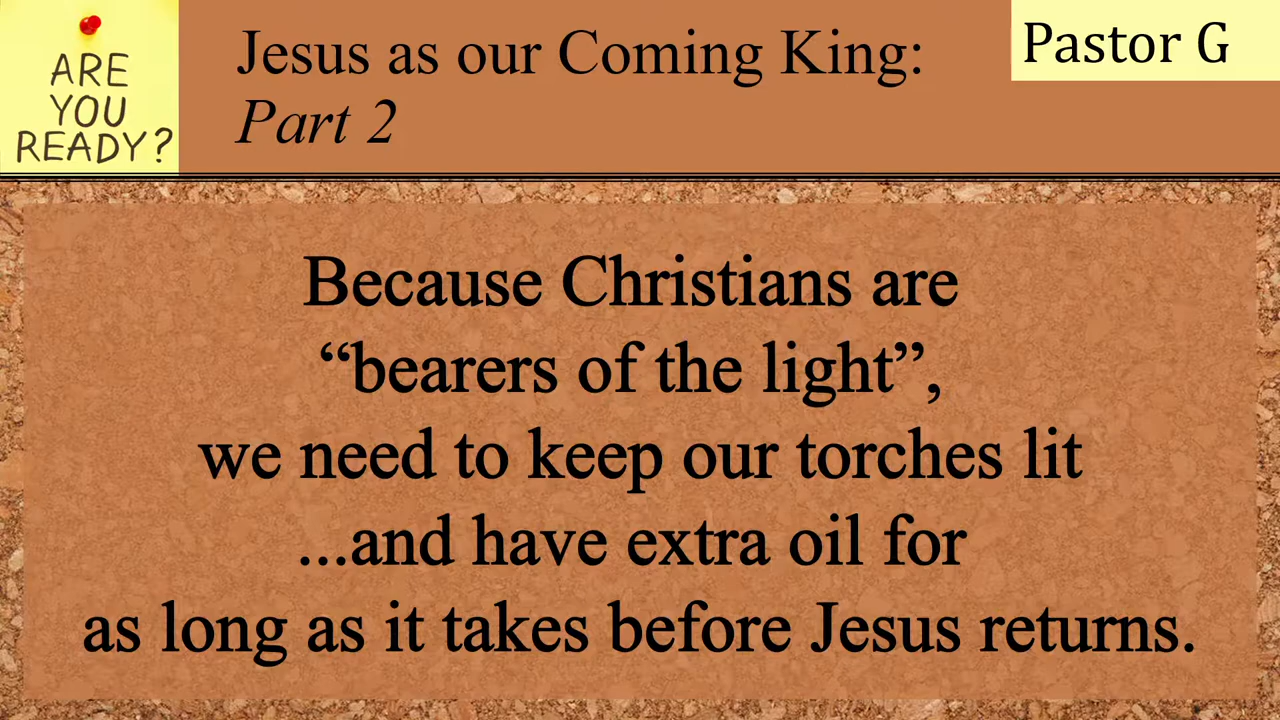 ARE
YOU
READY?
Jesus as our Coming King:
Part 2
Pastor G
Because Christians are
“bearers of the light”,
we need to keep our torches lit
...and have extra oil for
as long as it takes before Jesus returns.